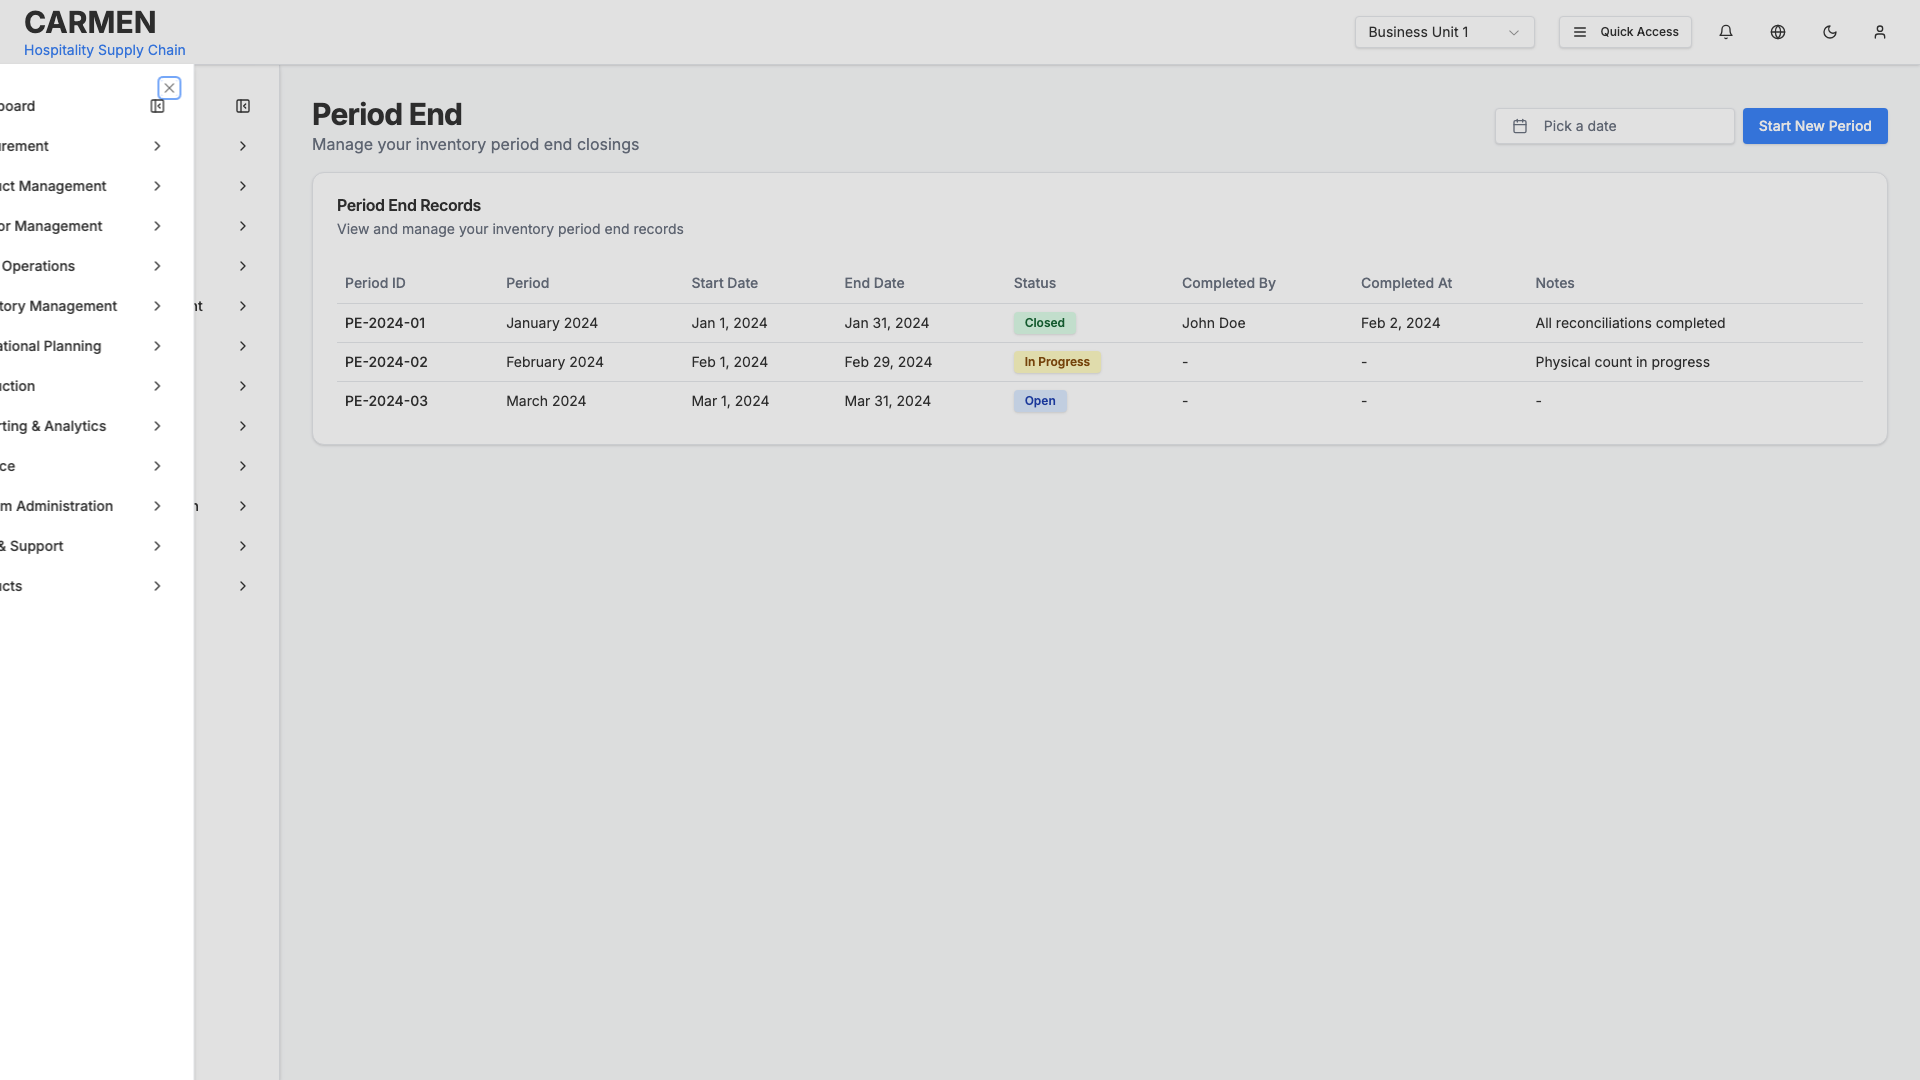 CARMEN
Hospitality Supply Chain
Business Unit 1
Quick Access
board
urement
uct Management
or Management
Operations
tory Management
nt
ational Planning
uction
rting & Analytics
ce
m Administration
n
& Support
ucts
Period End
Manage your inventory period end closings
Pick a date
Start New Period
Period End Records
View and manage your inventory period end records
Period ID Period Start Date End Date Status Completed By Completed At Notes
PE-2024-01 January 2024 Jan 1, 2024 Jan 31, 2024 Closed John Doe Feb 2, 2024 All reconciliations completed
PE-2024-02 February 2024 Feb 1, 2024 Feb 29, 2024 In Progress - - Physical count in progress
PE-2024-03 March 2024 Mar 1, 2024 Mar 31, 2024 Open - - -